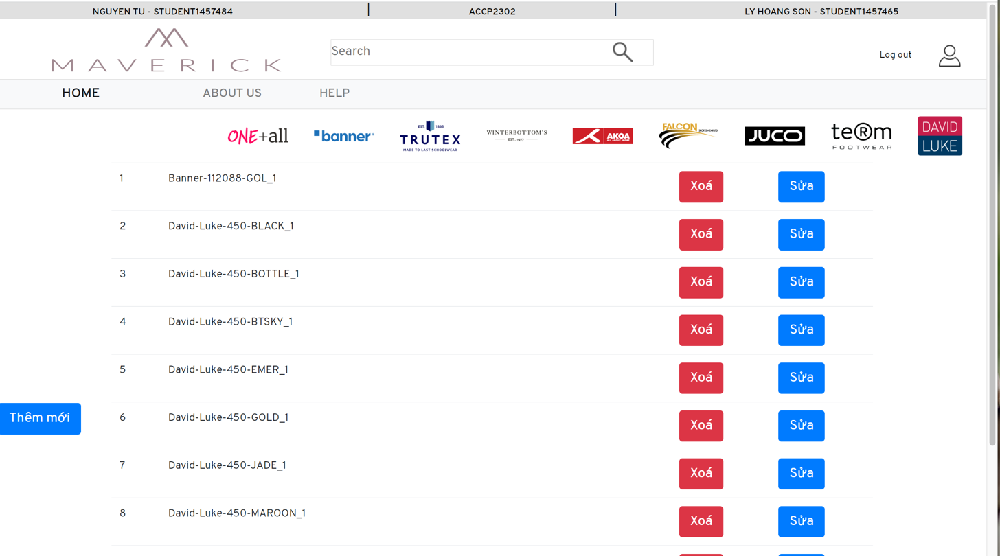 NGUYEN TU - STUDENT1457484 | ACCP2302 | LY HOANG SON - STUDENT1457465
MAVERICK
Search
Log out
HOME ABOUT US HELP
ONE+all
banner
EST 1865
TRUTEX
MADE TO LAST SCHOOLWEAR
WINTERBOTTOM'S
EST. 1977
AKOA
ALL ABOUT SPORT
FALCON
SPORTSWEAR LTD
JUCO
te®m
FOOTWEAR
DAVID
LUKE
1 Banner-112088-GOL_1 Xoá Sửa
2 David-Luke-450-BLACK_1 Xoá Sửa
3 David-Luke-450-BOTTLE_1 Xoá Sửa
4 David-Luke-450-BTSKY_1 Xoá Sửa
5 David-Luke-450-EMER_1 Xoá Sửa
Thêm mới
6 David-Luke-450-GOLD_1 Xoá Sửa
7 David-Luke-450-JADE_1 Xoá Sửa
8 David-Luke-450-MAROON_1 Xoá Sửa